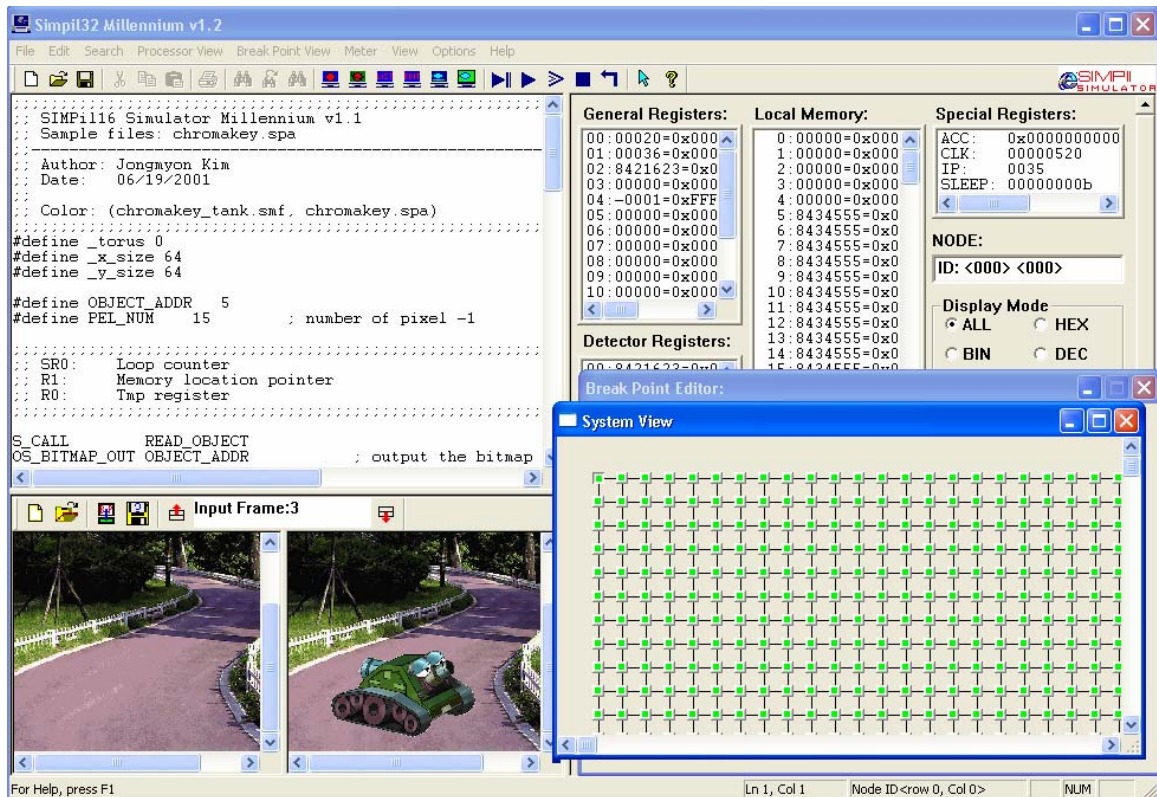 Simpil32 Millennium v1.2
File Edit Search Processor View Break Point View Meter View Options Help
SIMPil
SIMULATOR
;; SIMPil16 Simulator Millennium v1.1
;; Sample files: chromakey.spa
;; Author: Jongmyon Kim
;; Date: 06/19/2001
;;
;; Color: (chromakey_tank.smf, chromakey.spa)
#define _torus 0
#define _x_size 64
#define _y_size 64
#define OBJECT_ADDR 5
#define PEL_NUM 15 ; number of pixel -1
;; SR0: Loop counter
;; R1: Memory location pointer
;; R0: Tmp register
S_CALL READ_OBJECT
OS_BITMAP_OUT OBJECT_ADDR ; output the bitmap
General Registers:
00:00020=0x000
01:00036=0x000
02:8421623=0x0
03:00000=0x000
04:-0001=0xFFF
05:00000=0x000
06:00000=0x000
07:00000=0x000
08:00000=0x000
09:00000=0x000
10:00000=0x000
Detector Registers:
00:8421623=0x0
Local Memory:
0:00000=0x000
1:00000=0x000
2:00000=0x000
3:00000=0x000
4:00000=0x000
5:8434555=0x0
6:8434555=0x0
7:8434555=0x0
8:8434555=0x0
9:8434555=0x0
10:8434555=0x0
11:8434555=0x0
12:8434555=0x0
13:8434555=0x0
14:8434555=0x0
15:8434555=0x0
Special Registers:
ACC: 0x0000000000
CLK: 00000520
IP: 0035
SLEEP: 00000000b
NODE:
ID: <000> <000>
Display Mode
ALL HEX
BIN DEC
Break Point Editor:
System View
Input Frame:3
For Help, press F1
Ln 1, Col 1
Node ID<row 0, Col 0>
NUM